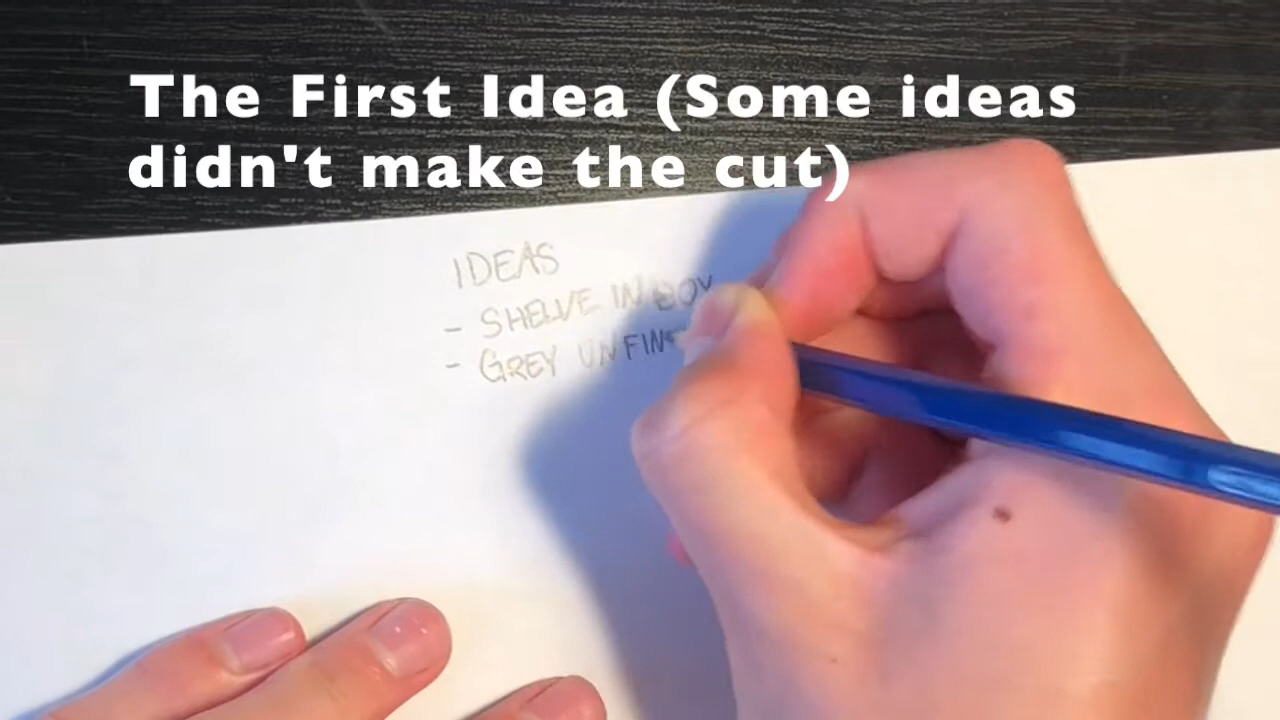 The First Idea (Some ideas
didn't make the cut)
IDEAS
- SHELVE IN BOX
- GREY UNFIN